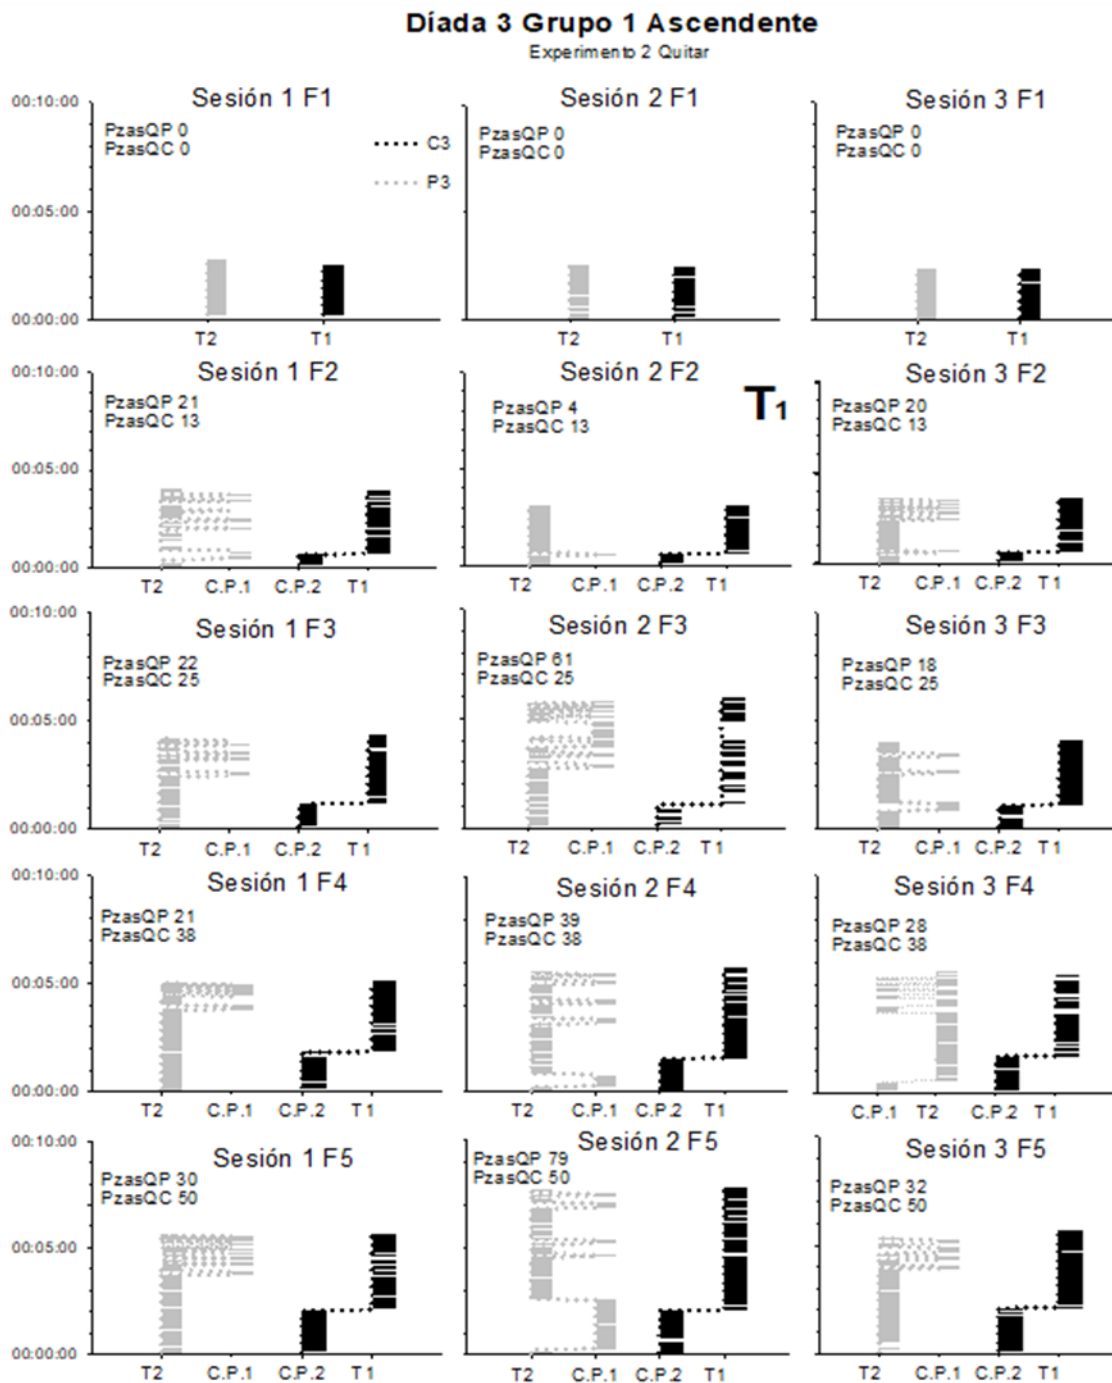 Díada 3 Grupo 1 Ascendente
Experimento 2 Quitar
Sesión 1 F1
Sesión 2 F1
Sesión 3 F1
00:10:00
PzasQP 0
PzasQC 0
C3
P3
PzasQP 0
PzasQC 0
PzasQP 0
PzasQC 0
00:05:00
00:00:00
T2 T1
T2 T1
T2 T1
Sesión 1 F2
Sesión 2 F2
Sesión 3 F2
00:10:00
PzasQP 21
PzasQC 13
PzasQP 4
PzasQC 13
T1
PzasQP 20
PzasQC 13
00:05:00
00:00:00
T2 C.P.1 C.P.2 T1
T2 C.P.1 C.P.2 T1
T2 C.P.1 C.P.2 T1
00:10:00
Sesión 1 F3
Sesión 2 F3
Sesión 3 F3
PzasQP 22
PzasQC 25
PzasQP 61
PzasQC 25
PzasQP 18
PzasQC 25
00:05:00
00:00:00
T2 C.P.1 C.P.2 T1
T2 C.P.1 C.P.2 T1
T2 C.P.1 C.P.2 T1
00:10:00
Sesión 1 F4
Sesión 2 F4
Sesión 3 F4
PzasQP 21
PzasQC 38
PzasQP 39
PzasQC 38
PzasQP 28
PzasQC 38
00:05:00
00:00:00
T2 C.P.1 C.P.2 T1
T2 C.P.1 C.P.2 T1
C.P.1 T2 C.P.2 T1
00:10:00
Sesión 1 F5
Sesión 2 F5
Sesión 3 F5
PzasQP 30
PzasQC 50
PzasQP 79
PzasQC 50
PzasQP 32
PzasQC 50
00:05:00
00:00:00
T2 C.P.1 C.P.2 T1
T2 C.P.1 C.P.2 T1
T2 C.P.1 C.P.2 T1